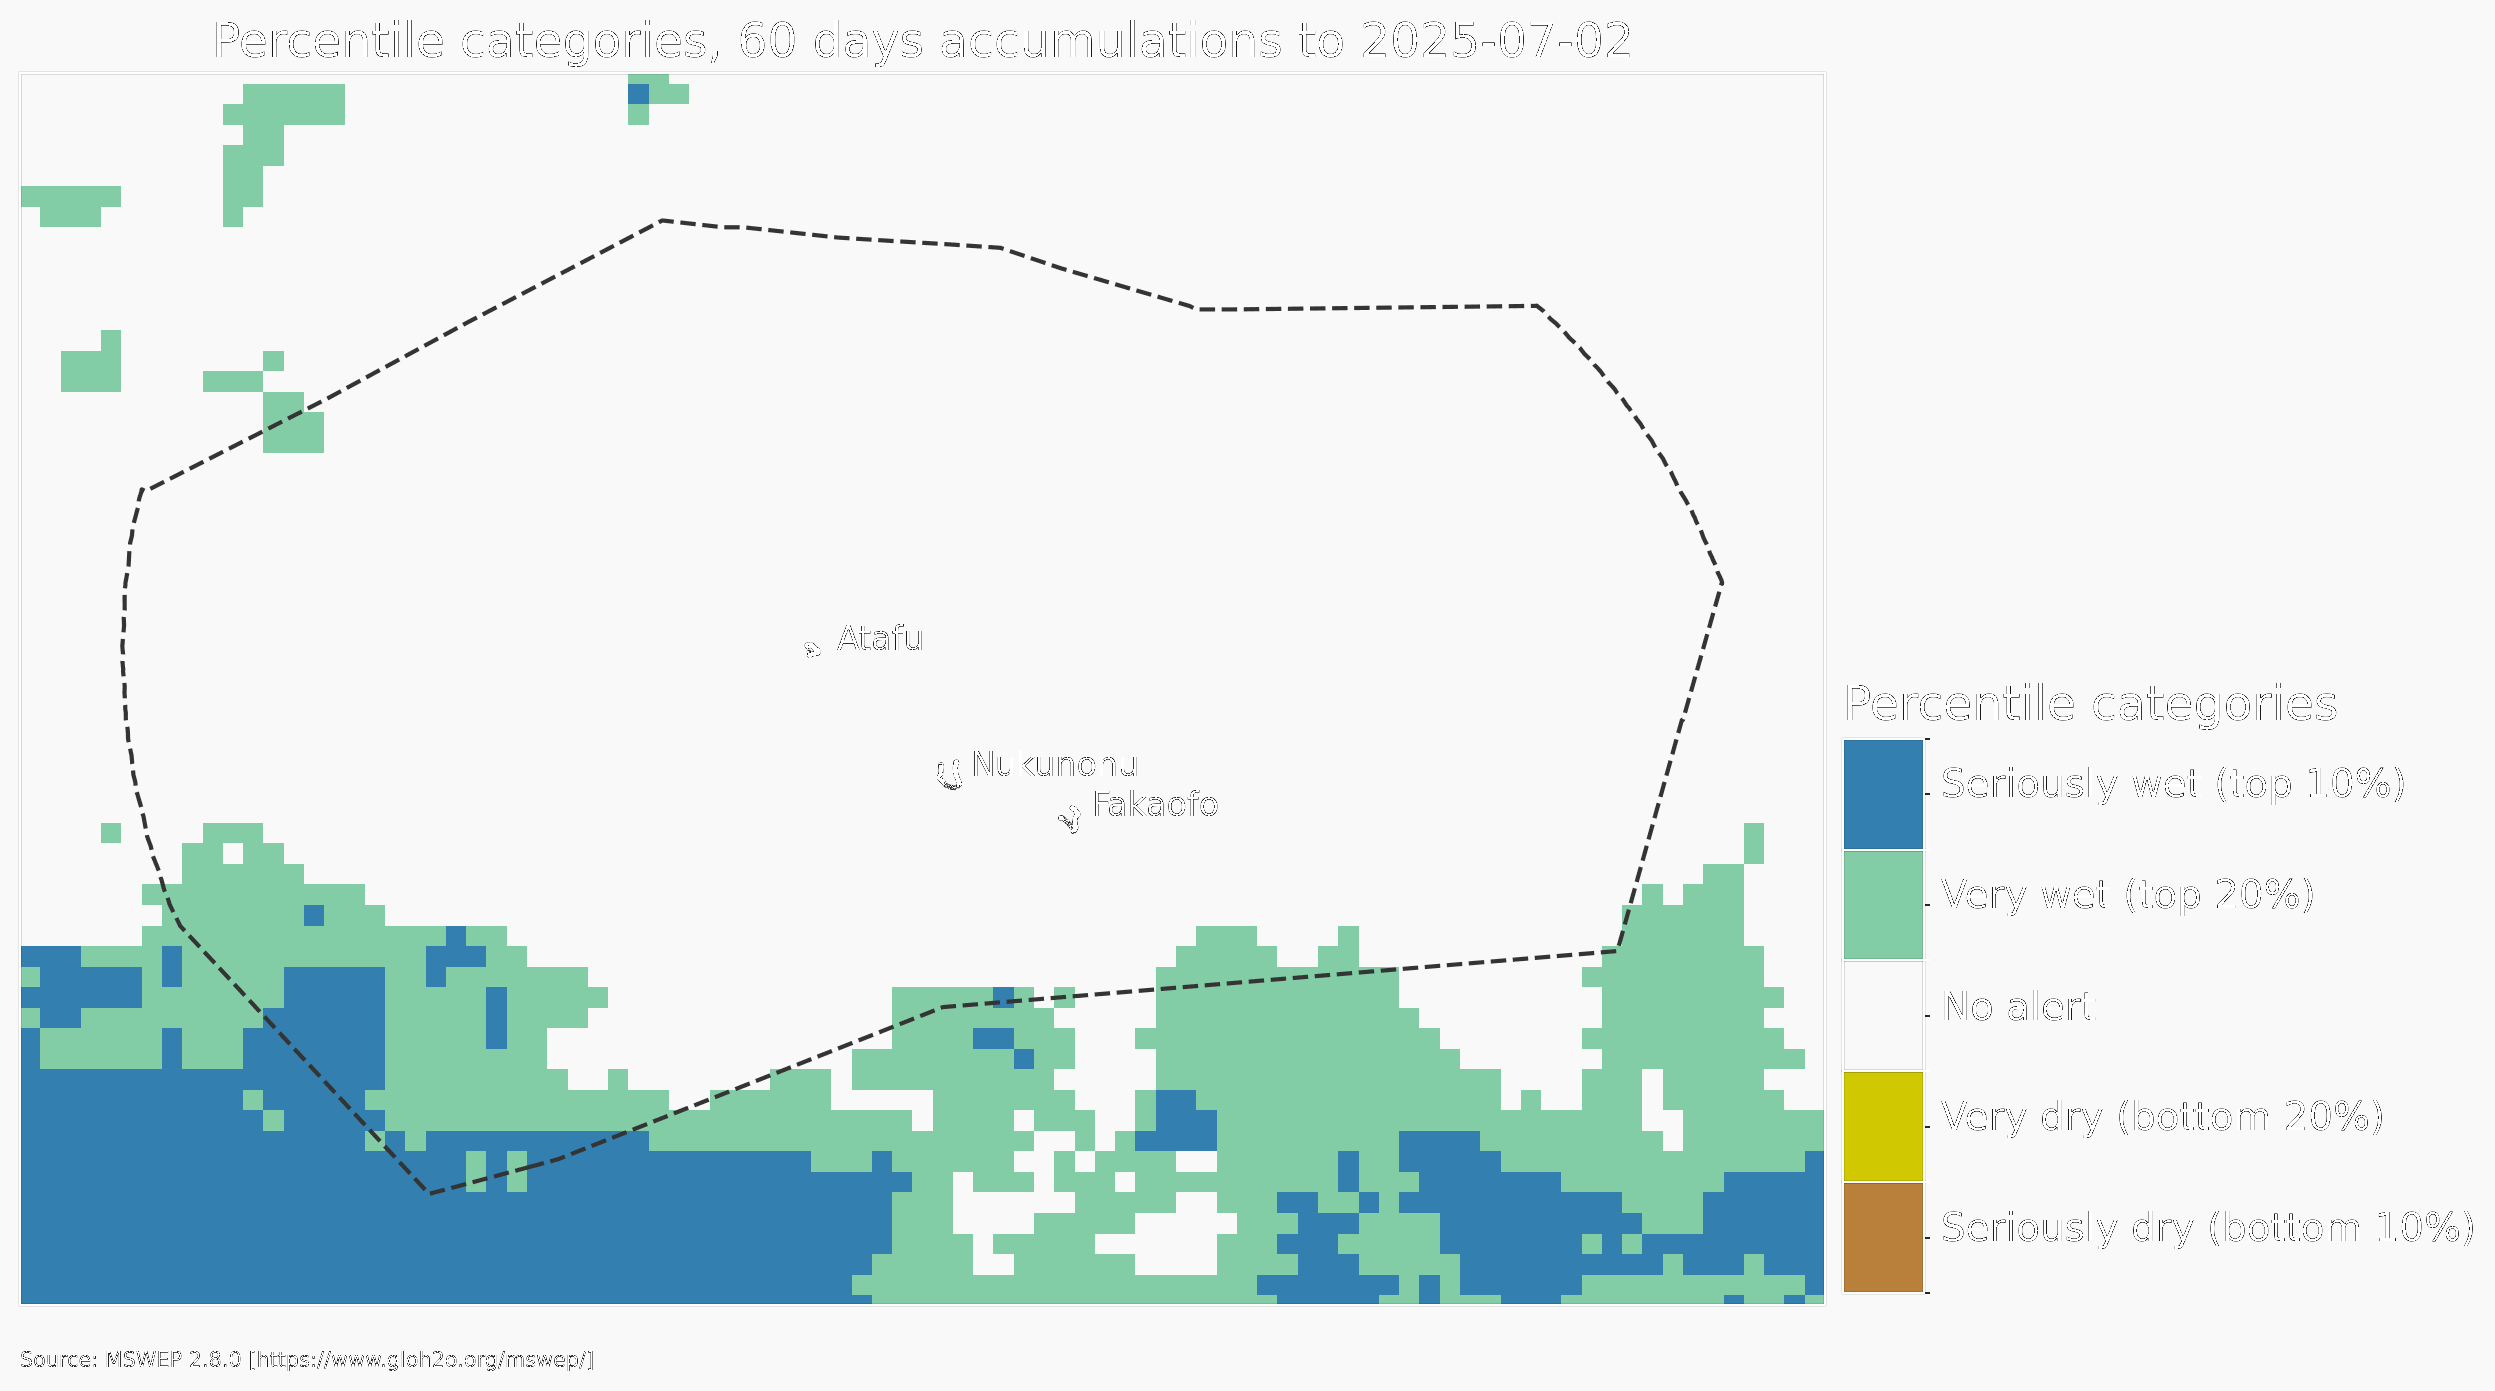 Percentile categories, 60 days accumulations to 2025-07-02
Atafu
Nukunonu
Fakaofo
Percentile categories
Seriously wet (top 10%)
Very wet (top 20%)
No alert
Very dry (bottom 20%)
Seriously dry (bottom 10%)
Source: MSWEP 2.8.0 [https://www.gloh2o.org/mswep/]